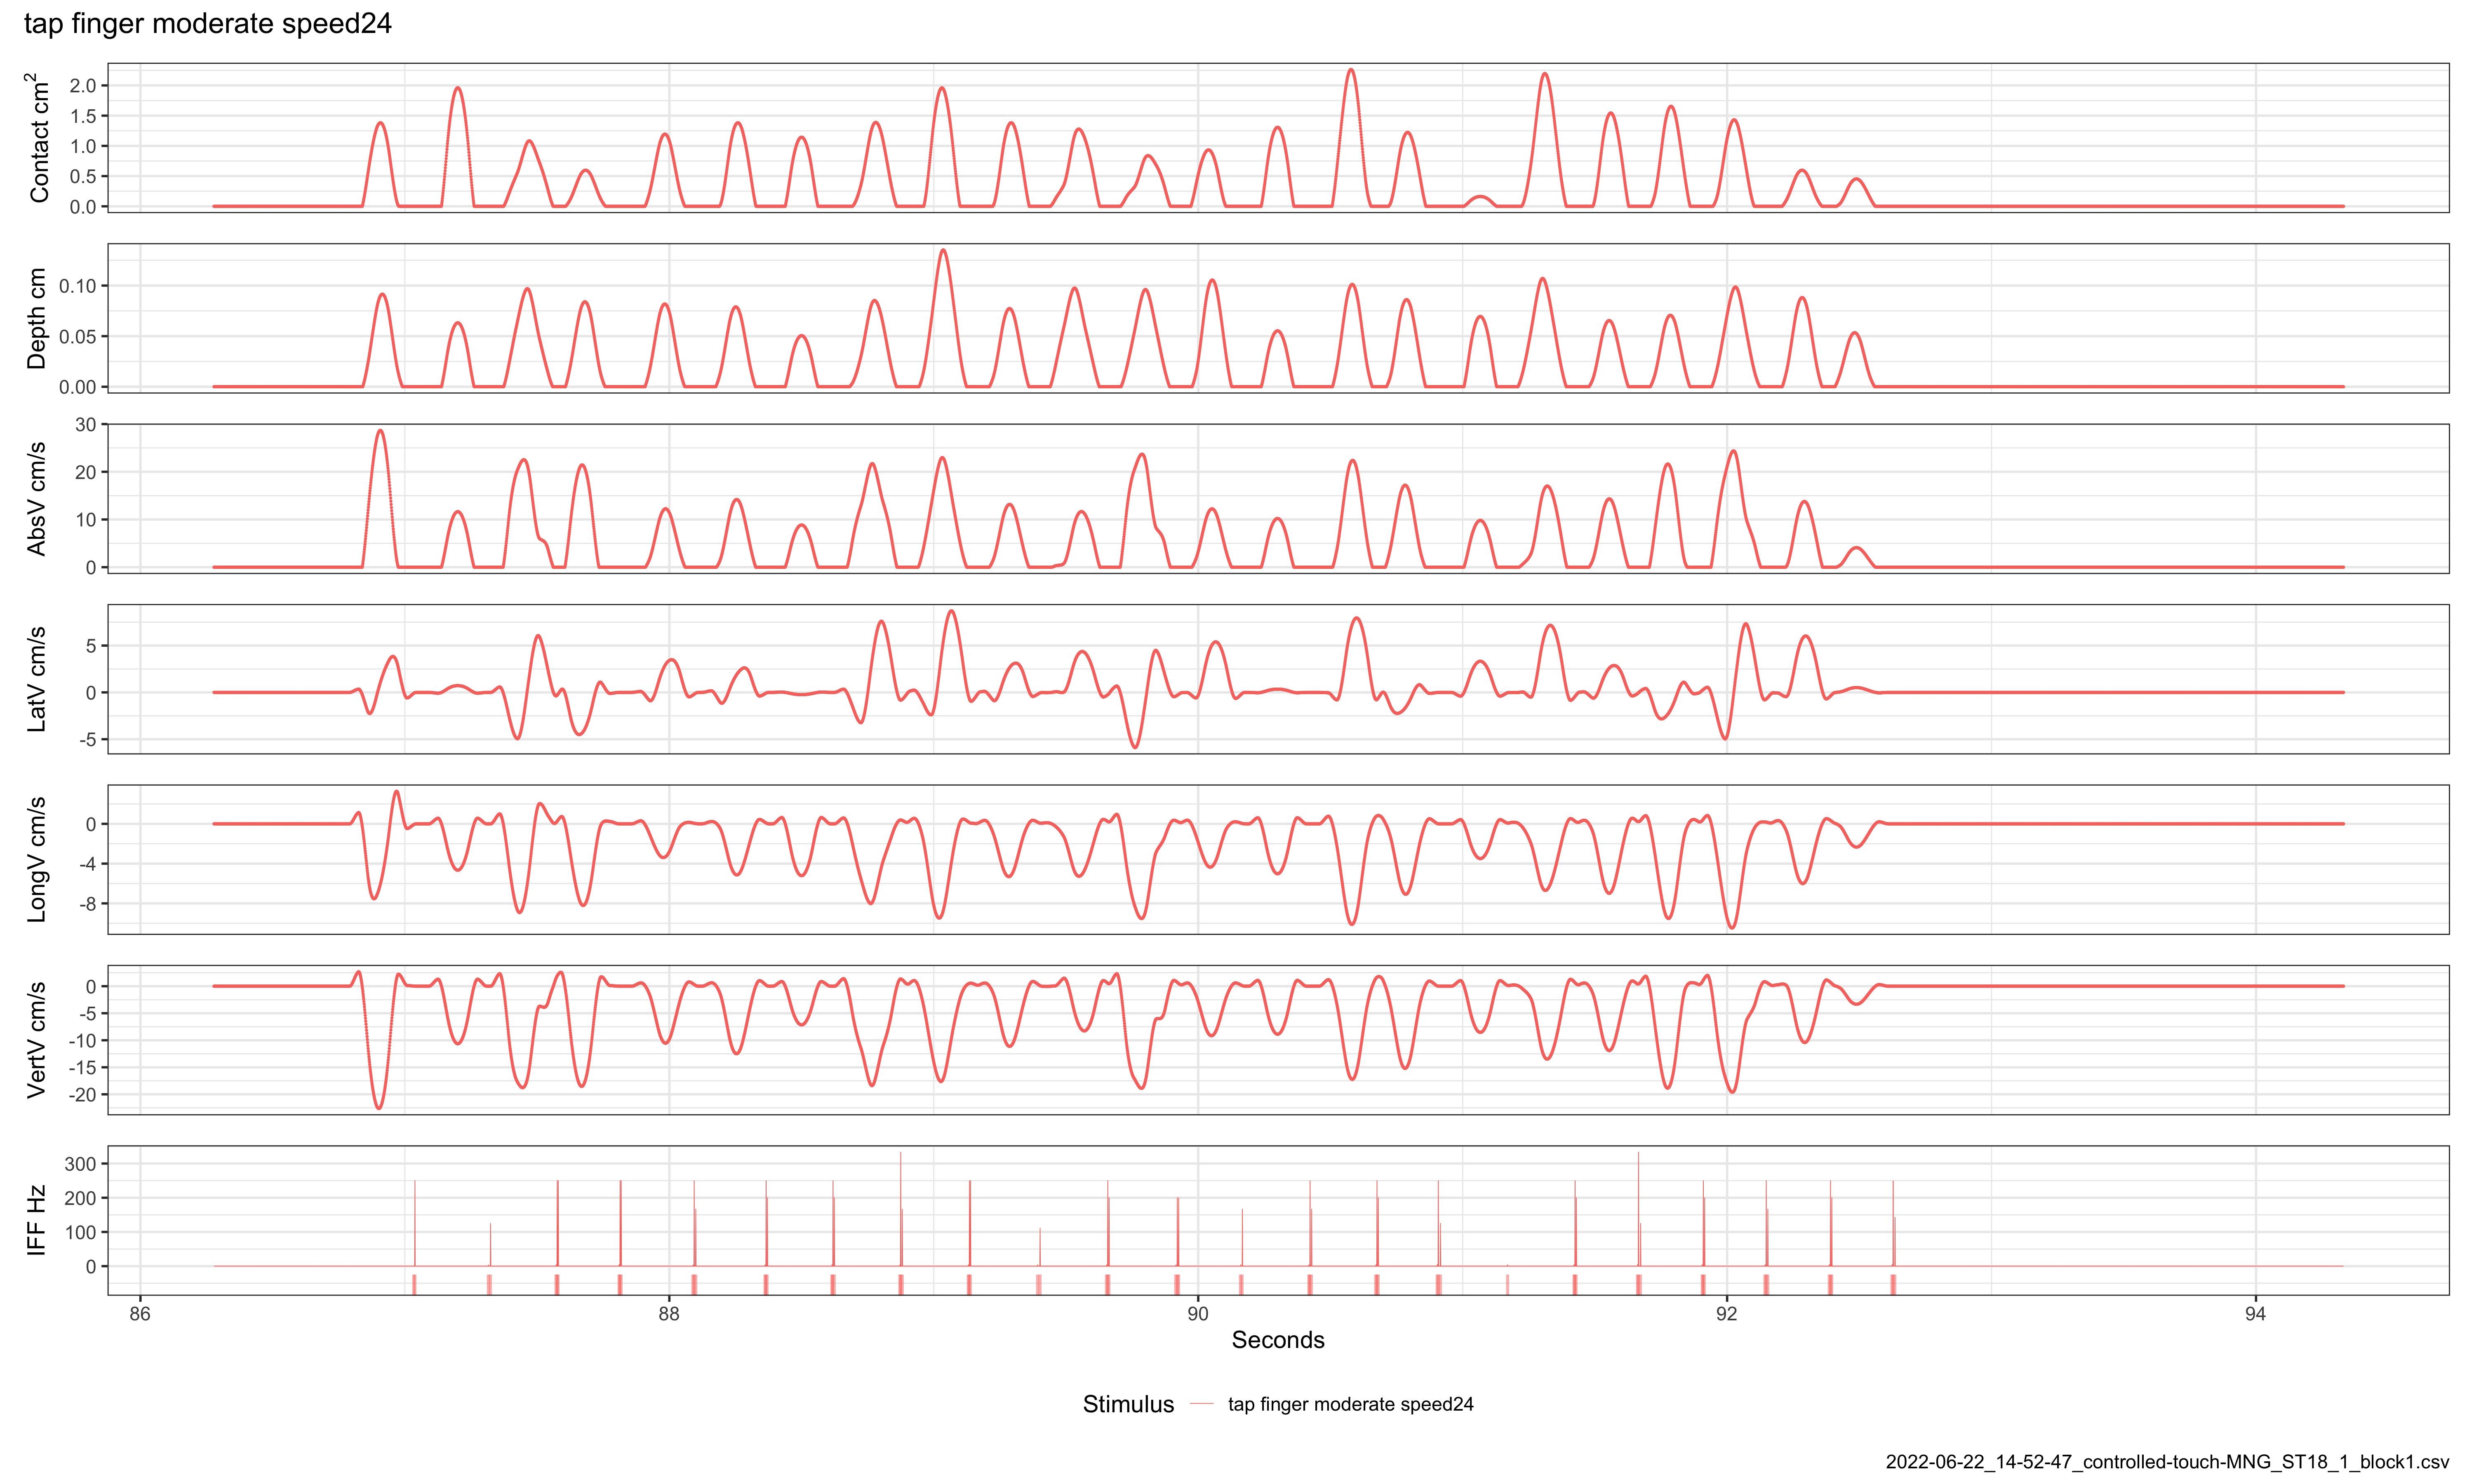 tap finger moderate speed24
Contact cm²
2.0
1.5
1.0
0.5
0.0
Depth cm
0.10
0.05
0.00
AbsV cm/s
30
20
10
0
LatV cm/s
5
0
-5
LongV cm/s
0
-4
-8
VertV cm/s
0
-5
-10
-15
-20
IFF Hz
300
200
100
0
86 88 90 92 94
Seconds
Stimulus tap finger moderate speed24
2022-06-22_14-52-47_controlled-touch-MNG_ST18_1_block1.csv